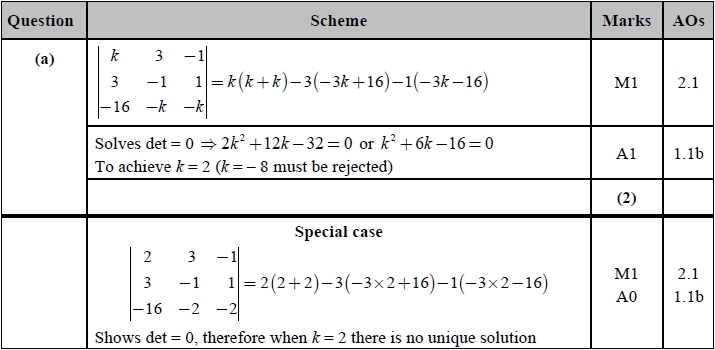 Question Scheme Marks AOs
(a) | k 3 −1 |
| 3 −1 1 | = k(k+k)−3(−3k+16)−1(−3k−16) M1 2.1
| −16 −k −k |
Solves det = 0 ⇒ 2k²+12k−32=0 or k²+6k−16=0
To achieve k = 2 (k = − 8 must be rejected) A1 1.1b
(2)
Special case
| 2 3 −1 |
| 3 −1 1 | = 2(2+2)−3(−3×2+16)−1(−3×2−16) M1 2.1
| −16 −2 −2 | A0 1.1b
Shows det = 0, therefore when k = 2 there is no unique solution